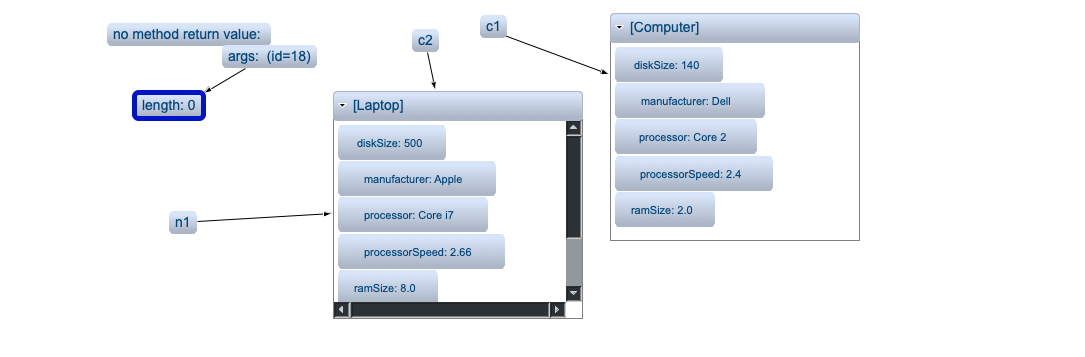 no method return value:
args: (id=18)
length: 0
c2
c1
[Computer]
diskSize: 140
manufacturer: Dell
processor: Core 2
processorSpeed: 2.4
ramSize: 2.0
[Laptop]
diskSize: 500
manufacturer: Apple
processor: Core i7
processorSpeed: 2.66
ramSize: 8.0
n1